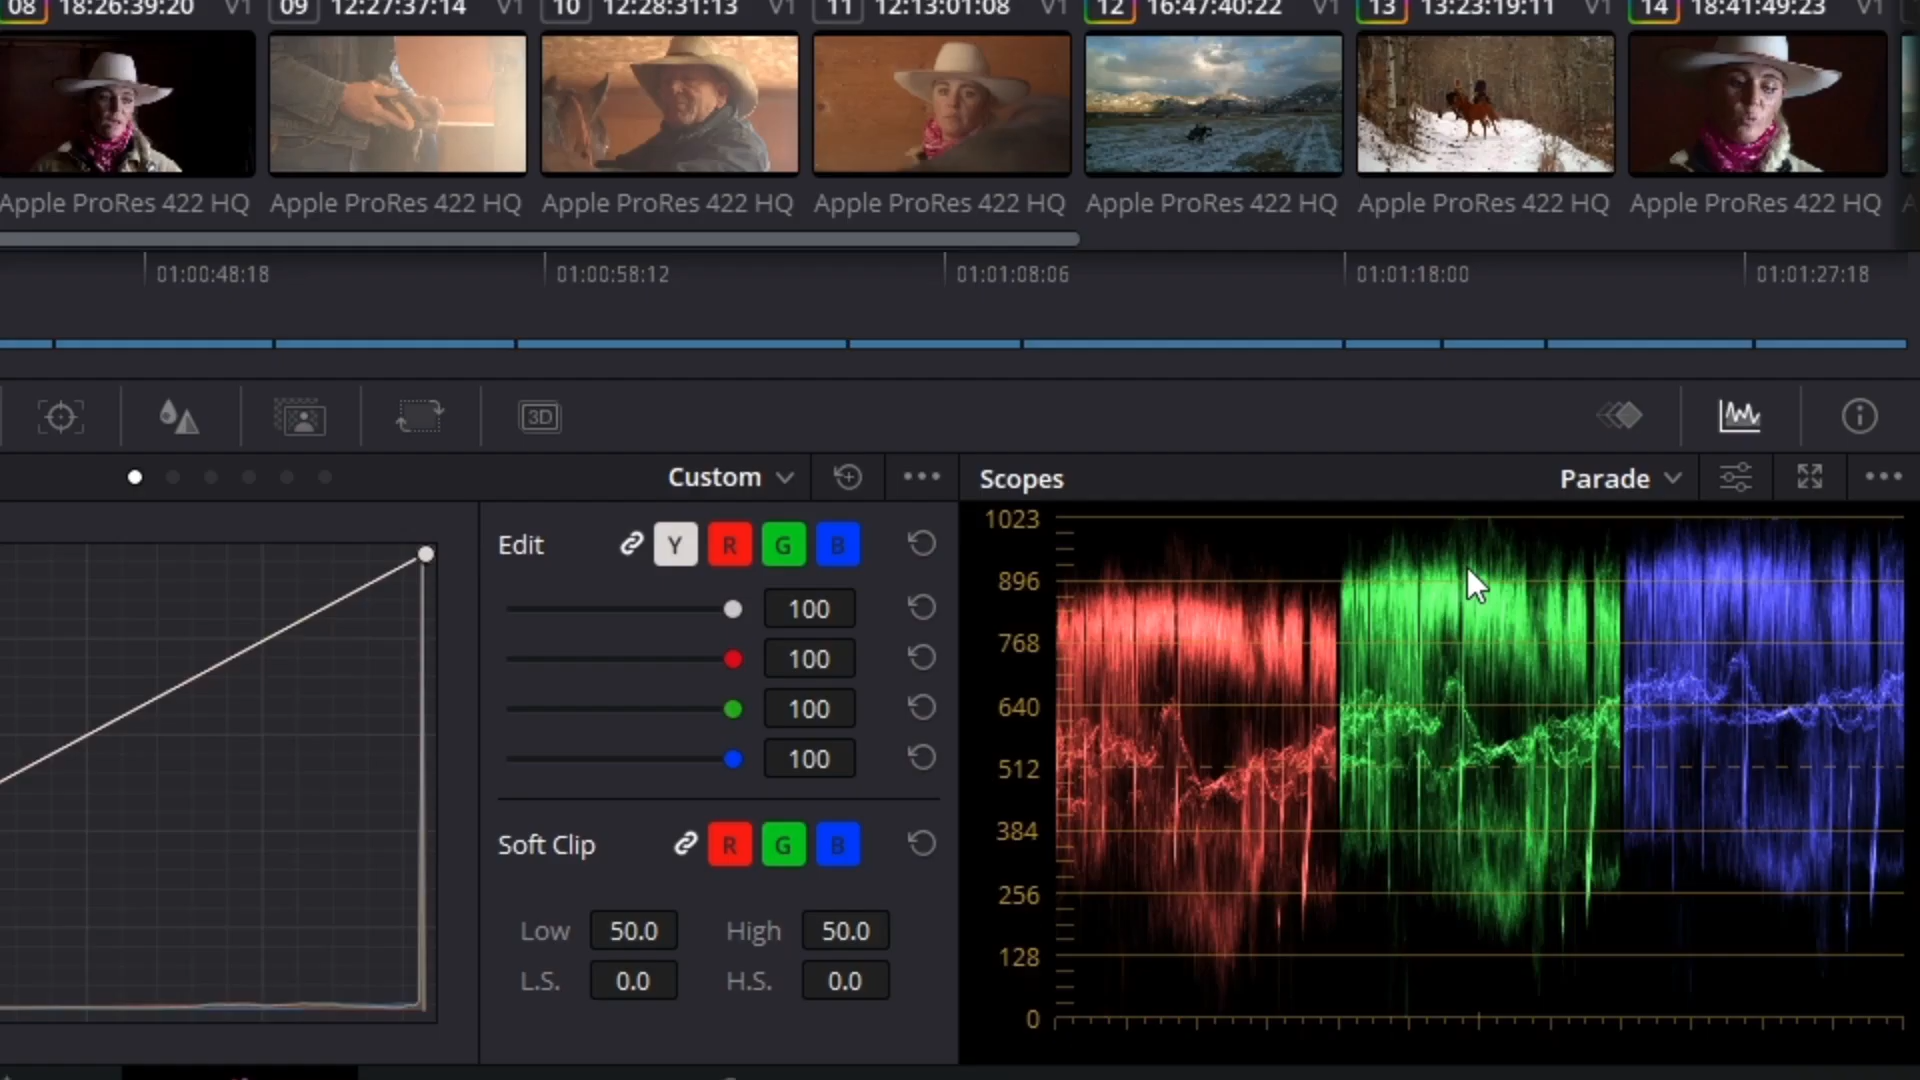 08 18:26:39:20 V1 09 12:27:37:14 V1 10 12:28:31:13 V1 11 12:13:01:08 V1 12 16:47:40:22 V1 13 13:23:19:11 V1 14 18:41:49:23 V1
Apple ProRes 422 HQ Apple ProRes 422 HQ Apple ProRes 422 HQ Apple ProRes 422 HQ Apple ProRes 422 HQ Apple ProRes 422 HQ Apple ProRes 422 HQ A
01:00:48:18 01:00:58:12 01:01:08:06 01:01:18:00 01:01:27:18
3D
Custom
Edit Y R G B
100
100
100
100
Soft Clip R G B
Low 50.0 High 50.0
L.S. 0.0 H.S. 0.0
Scopes Parade
1023
896
768
640
512
384
256
128
0